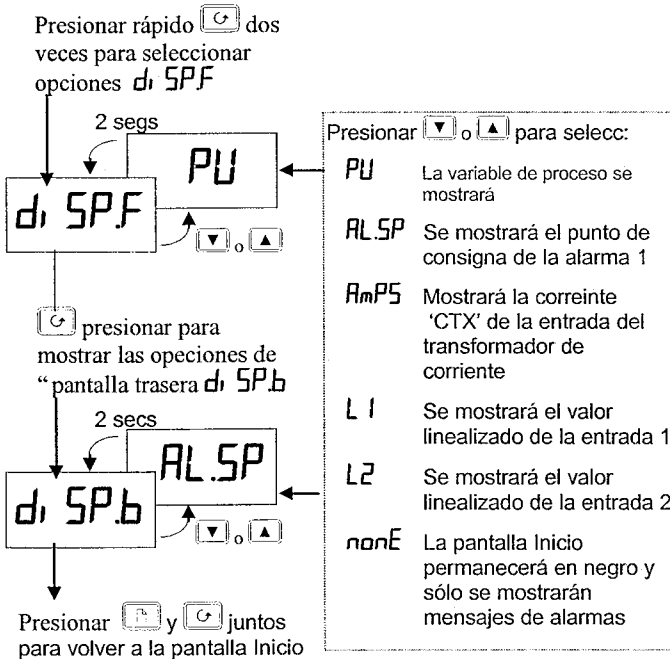 Presionar rápido dos
veces para seleccionar
opciones di SP.F
2 segs
PU
di SP.F
o
presionar para
mostrar las opeciones de
“ pantalla trasera di SP.b
2 secs
AL.SP
di SP.b
o
Presionar y juntos
para volver a la pantalla Inicio
Presionar o para selecc:
PU La variable de proceso se
mostrará
AL.SP Se mostrará el punto de
consigna de la alarma 1
AmPS Mostrará la correinte
'CTX' de la entrada del
transformador de
corriente
L 1 Se mostrará el valor
linealizado de la entrada 1
L2 Se mostrará el valor
linealizado de la entrada 2
nonE La pantalla Inicio
permanecerá en negro y
sólo se mostrarán
mensajes de alarmas